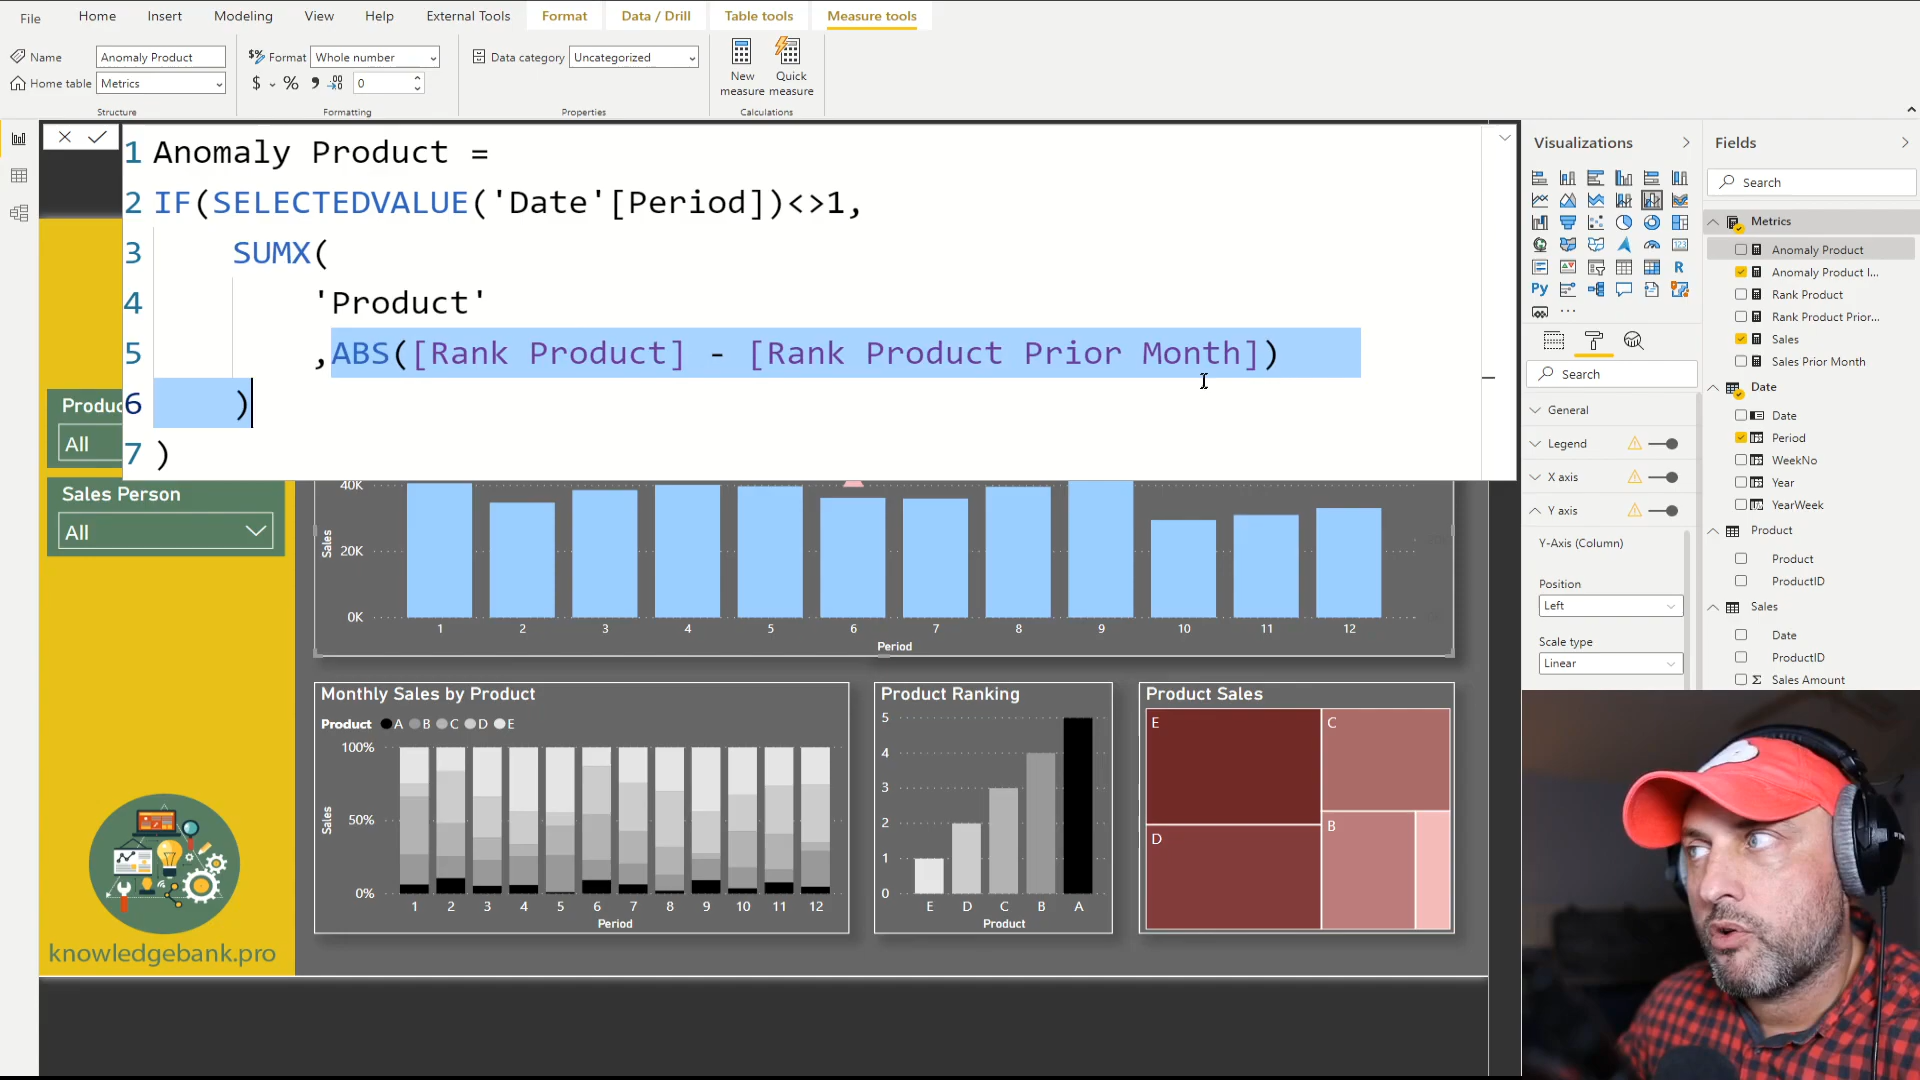 File Home Insert Modeling View Help External Tools Format Data / Drill Table tools Measure tools
Name Anomaly Product
Home table Metrics
Structure
$% Format Whole number
$ % 0
Formatting
Data category Uncategorized
Properties
New measure
Quick measure
Calculations
1 Anomaly Product =
2 IF(SELECTEDVALUE('Date'[Period])<>1,
3 SUMX(
4 'Product'
5 ,ABS([Rank Product] - [Rank Product Prior Month])
6 )
7 )
Produc
All
Sales Person
All
knowledgebank.pro
40K
20K
0K
Sales
1 2 3 4 5 6 7 8 9 10 11 12
Period
Monthly Sales by Product
Product A B C D E
100%
50%
0%
Sales
1 2 3 4 5 6 7 8 9 10 11 12
Period
Product Ranking
5
4
3
2
1
0
E D C B A
Product
Product Sales
E
C
D
B
Visualizations
R
Py
Search
General
Legend
X axis
Y axis
Y-Axis (Column)
Position
Left
Scale type
Linear
Fields
Search
Metrics
Anomaly Product
Anomaly Product I...
Rank Product
Rank Product Prior...
Sales
Sales Prior Month
Date
Date
Period
WeekNo
Year
YearWeek
Product
Product
ProductID
Sales
Date
ProductID
Σ Sales Amount